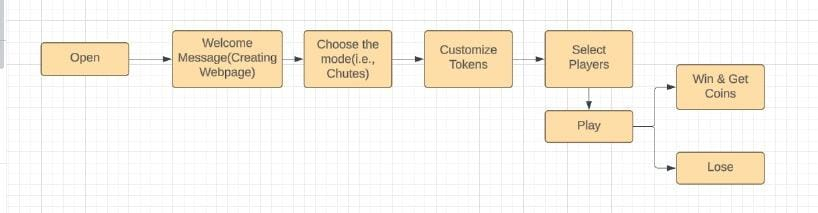 Open
Welcome
Message(Creating
Webpage)
Choose the
mode(i.e.,
Chutes)
Customize
Tokens
Select
Players
Win & Get
Coins
Play
Lose